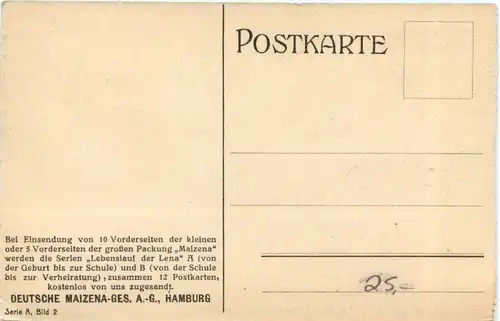 POSTKARTE
Bei Einsendung von 10 Vorderseiten der kleinen
oder 5 Vorderseiten der großen Packung „Maizena"
werden die Serien „Lebenslauf der Lena" A (von
der Geburt bis zur Schule) und B (von der Schule
bis zur Verheiratung), zusammen 12 Postkarten,
kostenlos von uns zugesandt.
DEUTSCHE MAIZENA-GES. A.-G., HAMBURG
Serie A, Bild 2
25,-